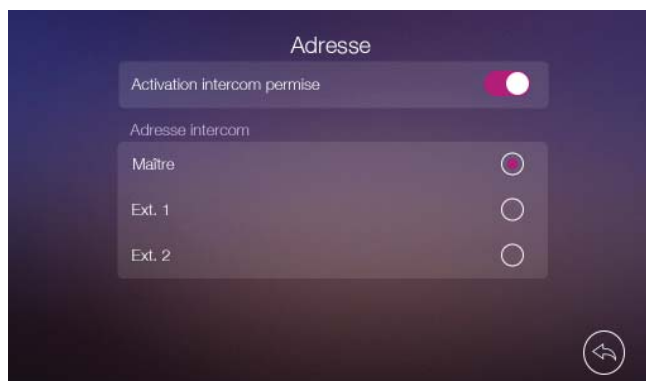 Adresse
Activation intercom permise
Adresse intercom
Maître
Ext. 1
Ext. 2